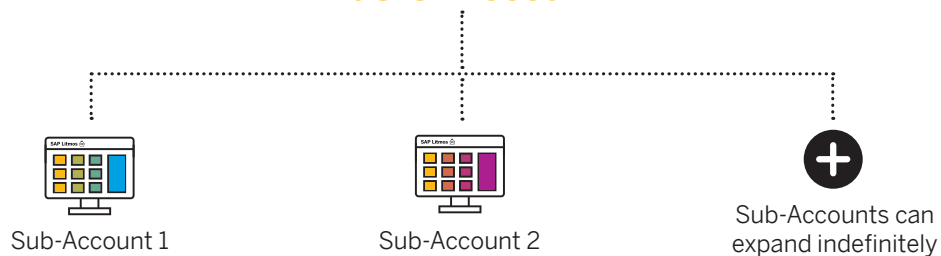 SAP Litmos
SAP Litmos
Sub-Account 1
Sub-Account 2
Sub-Accounts can
expand indefinitely